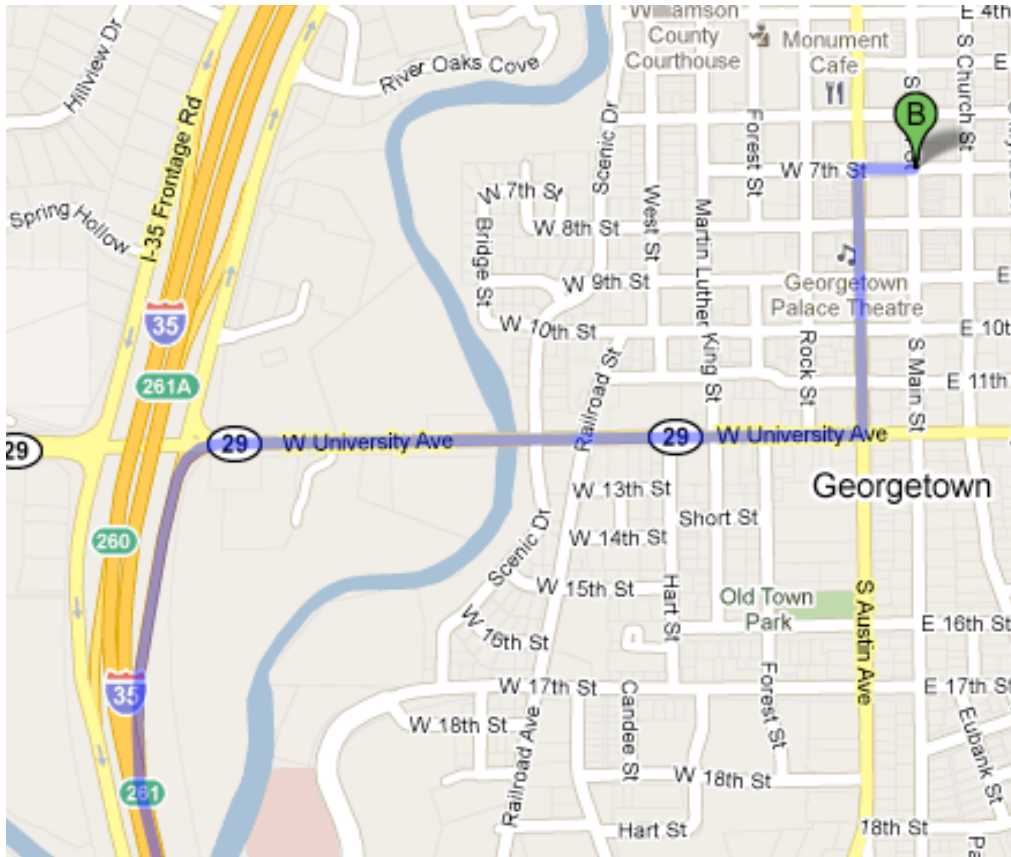 Williamson
County
Courthouse
Monument
Cafe
E 4th
S Church St
E
Hillview Dr
River Oaks Cove
I-35 Frontage Rd
Scenic Dr
Forest St
B
W 7th St
Spring Hollow
W 7th St
West St
Martin Luther King St
W 8th St
Bridge St
W 9th St
Georgetown
Palace Theatre
E
35
W 10th St
E 10th
Railroad St
Rock St
S Main St
261A
E 11th
29
29
W University Ave
29
W University Ave
W 13th St
Georgetown
Short St
260
W 14th St
Scenic Dr
W 15th St
Hart St
Old Town
Park
S Austin Ave
W 16th St
E 16th St
35
W 17th St
E 17th St
Candee St
Forest St
W 18th St
Railroad Ave
Eubank St
W 18th St
261
Hart St
18th St